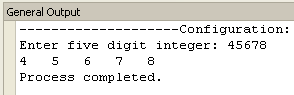 General Output
--------------------Configuration:
Enter five digit integer: 45678
4   5   6   7   8
Process completed.